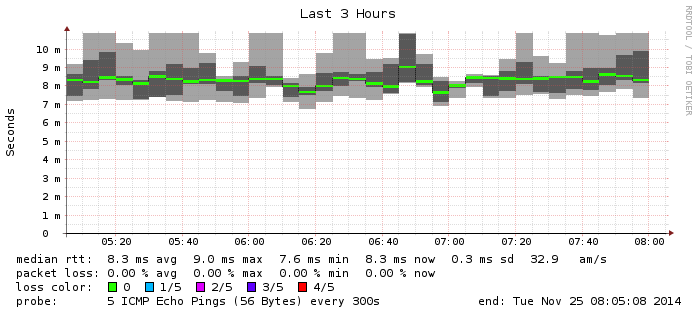 Last 3 Hours
RRDTOOL / TOBI OETIKER
Seconds
10 m
9 m
8 m
7 m
6 m
5 m
4 m
3 m
2 m
1 m
0
05:20 05:40 06:00 06:20 06:40 07:00 07:20 07:40 08:00
median rtt: 8.3 ms avg 9.0 ms max 7.6 ms min 8.3 ms now 0.3 ms sd 32.9 am/s
packet loss: 0.00 % avg 0.00 % max 0.00 % min 0.00 % now
loss color: 0 1/5 2/5 3/5 4/5
probe: 5 ICMP Echo Pings (56 Bytes) every 300s end: Tue Nov 25 08:05:08 2014